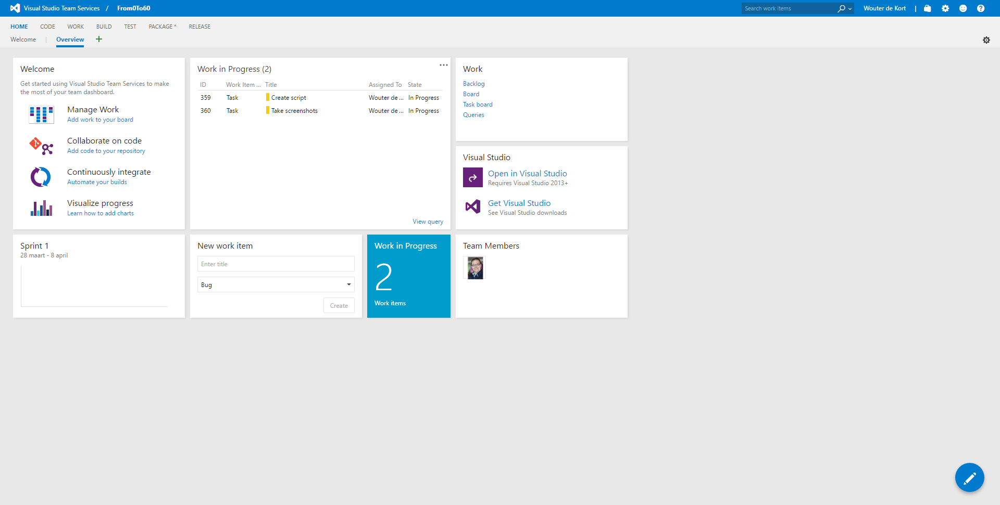 Visual Studio Team Services / From0To60
Search work items
Wouter de Kort |
HOME CODE WORK BUILD TEST PACKAGE * RELEASE
Welcome | Overview +
Welcome
Get started using Visual Studio Team Services to make
the most of your team dashboard.
Manage Work
Add work to your board
Collaborate on code
Add code to your repository
Continuously integrate
Automate your builds
Visualize progress
Learn how to add charts
Work in Progress (2)
ID Work Item ... Title Assigned To State
359 Task Create script Wouter de ... In Progress
360 Task Take screenshots Wouter de ... In Progress
View query
Work
Backlog
Board
Task board
Queries
Visual Studio
Open in Visual Studio
Requires Visual Studio 2013+
Get Visual Studio
See Visual Studio downloads
Sprint 1
28 maart - 8 april
New work item
Enter title
Bug
Create
Work in Progress
2
Work items
Team Members